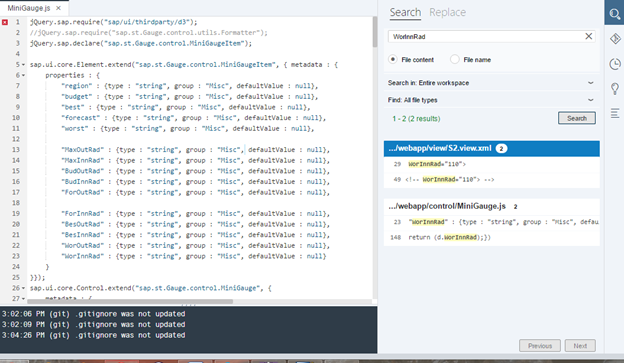 MiniGauge.js ×
1 jQuery.sap.require("sap/ui/thirdparty/d3");
2 //jQuery.sap.require("sap.st.Gauge.control.utils.Formatter");
3 jQuery.sap.declare("sap.st.Gauge.control.MiniGaugeItem");
4
5 sap.ui.core.Element.extend("sap.st.Gauge.control.MiniGaugeItem", { metadata : {
6 properties : {
7 "region" : {type : "string", group : "Misc", defaultValue : null},
8 "budget" : {type : "string", group : "Misc", defaultValue : null},
9 "best" : {type : "string", group : "Misc", defaultValue : null},
10 "forecast" : {type : "string", group : "Misc", defaultValue : null},
11 "worst" : {type : "string", group : "Misc", defaultValue : null},
12
13 "MaxOutRad" : {type : "string", group : "Misc", defaultValue : null},
14 "MaxInnRad" : {type : "string", group : "Misc", defaultValue : null},
15 "BudOutRad" : {type : "string", group : "Misc", defaultValue : null},
16 "BudInnRad" : {type : "string", group : "Misc", defaultValue : null},
17 "ForOutRad" : {type : "string", group : "Misc", defaultValue : null},
18
19 "ForInnRad" : {type : "string", group : "Misc", defaultValue : null},
20 "BesOutRad" : {type : "string", group : "Misc", defaultValue : null},
21 "BesInnRad" : {type : "string", group : "Misc", defaultValue : null},
22 "WorOutRad" : {type : "string", group : "Misc", defaultValue : null},
23 "WorInnRad" : {type : "string", group : "Misc", defaultValue : null}
24 }
25 }});
26 sap.ui.core.Control.extend("sap.st.Gauge.control.MiniGauge", {
27 metadata : {
3:02:06 PM (git) .gitignore was not updated
3:02:09 PM (git) .gitignore was not updated
3:04:26 PM (git) .gitignore was not updated
Search Replace
WorInnRad
File content File name
Search in: Entire workspace
Find: All file types
1 - 2 (2 results) Search
.../webapp/view/S2.view.xml 2
29 WorInnRad="110">
49 <!-- WorInnRad="110"> -->
.../webapp/control/MiniGauge.js 2
23 "WorInnRad" : {type : "string", group : "Misc", defau
148 return (d.WorInnRad);})
Previous Next